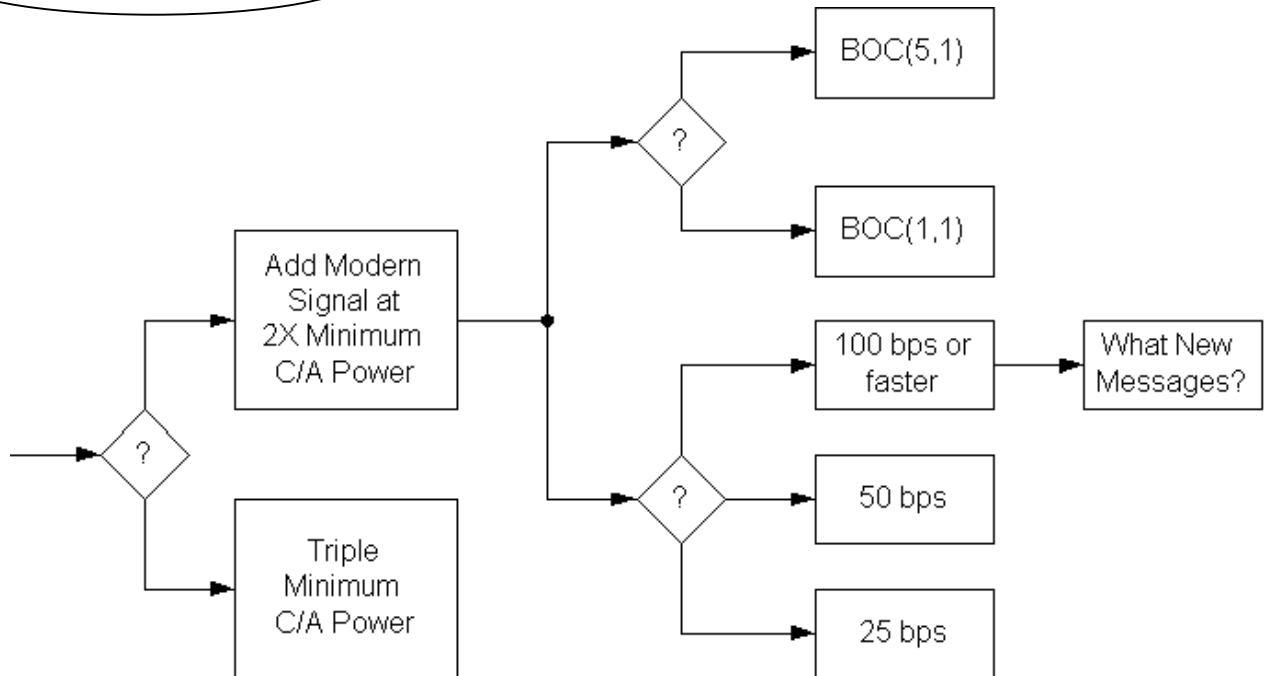 BOC(5,1)
?
BOC(1,1)
Add Modern
Signal at
2X Minimum
C/A Power
?
Triple
Minimum
C/A Power
100 bps or
faster
What New
Messages?
?
50 bps
25 bps